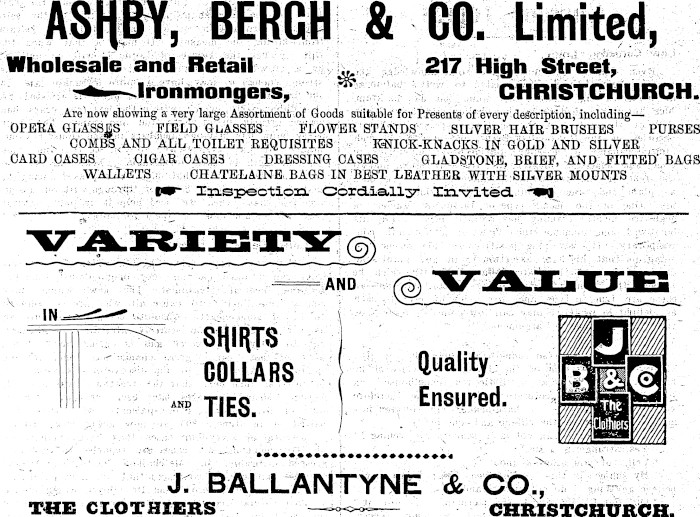 ASHBY, BERGH & CO. Limited,
Wholesale and Retail 217 High Street,
Ironmongers, CHRISTCHURCH.
Are now showing a very large Assortment of Goods suitable for Presents of every description, including—
OPERA GLASSES FIELD GLASSES FLOWER STANDS SILVER HAIR BRUSHES PURSES
COMBS AND ALL TOILET REQUISITES KNICK-KNACKS IN GOLD AND SILVER
CARD CASES CIGAR CASES DRESSING CASES GLADSTONE, BRIEF, AND FITTED BAGS
WALLETS CHATELAINE BAGS IN BEST LEATHER WITH SILVER MOUNTS
Inspection Cordially Invited
VARIETY
AND
VALUE
IN
SHIRTS
COLLARS
AND TIES.
Quality
Ensured.
J
B & Co
The
Clothiers
J. BALLANTYNE & CO.,
THE CLOTHIERS CHRISTCHURCH.